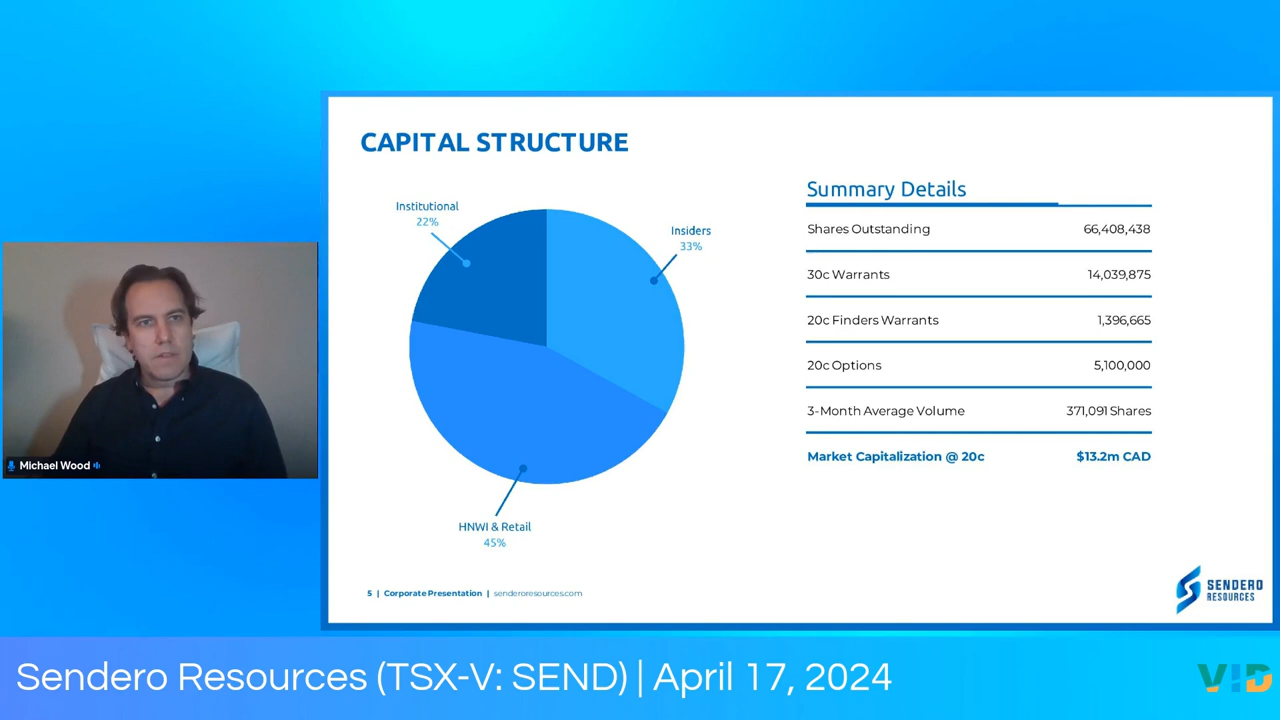 CAPITAL STRUCTURE
Institutional
22%
Insiders
33%
HNWI & Retail
45%
Summary Details
Shares Outstanding 66,408,438
30c Warrants 14,039,875
20c Finders Warrants 1,396,665
20c Options 5,100,000
3-Month Average Volume 371,091 Shares
Market Capitalization @ 20c $13.2m CAD
Michael Wood
5 | Corporate Presentation | senderoresources.com
SENDERO
RESOURCES
Sendero Resources (TSX-V: SEND) | April 17, 2024
VID